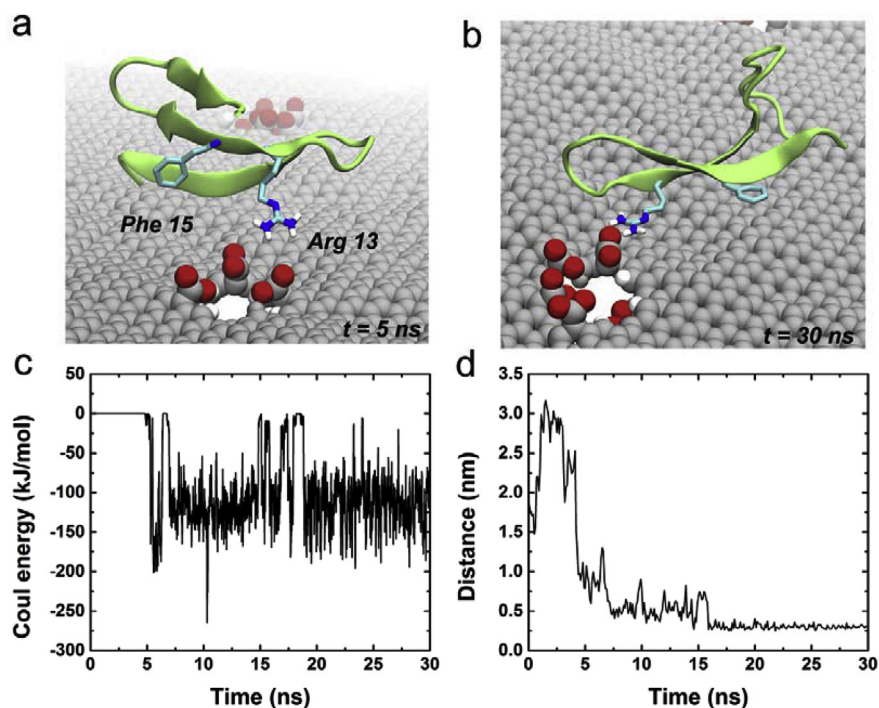 a
b
Phe 15
Arg 13
t = 5 ns
t = 30 ns
c
d
50
0
-50
-100
-150
-200
-250
-300
Coul energy (kJ/mol)
0 5 10 15 20 25 30
Time (ns)
3.5
3.0
2.5
2.0
1.5
1.0
0.5
0.0
Distance (nm)
0 5 10 15 20 25 30
Time (ns)